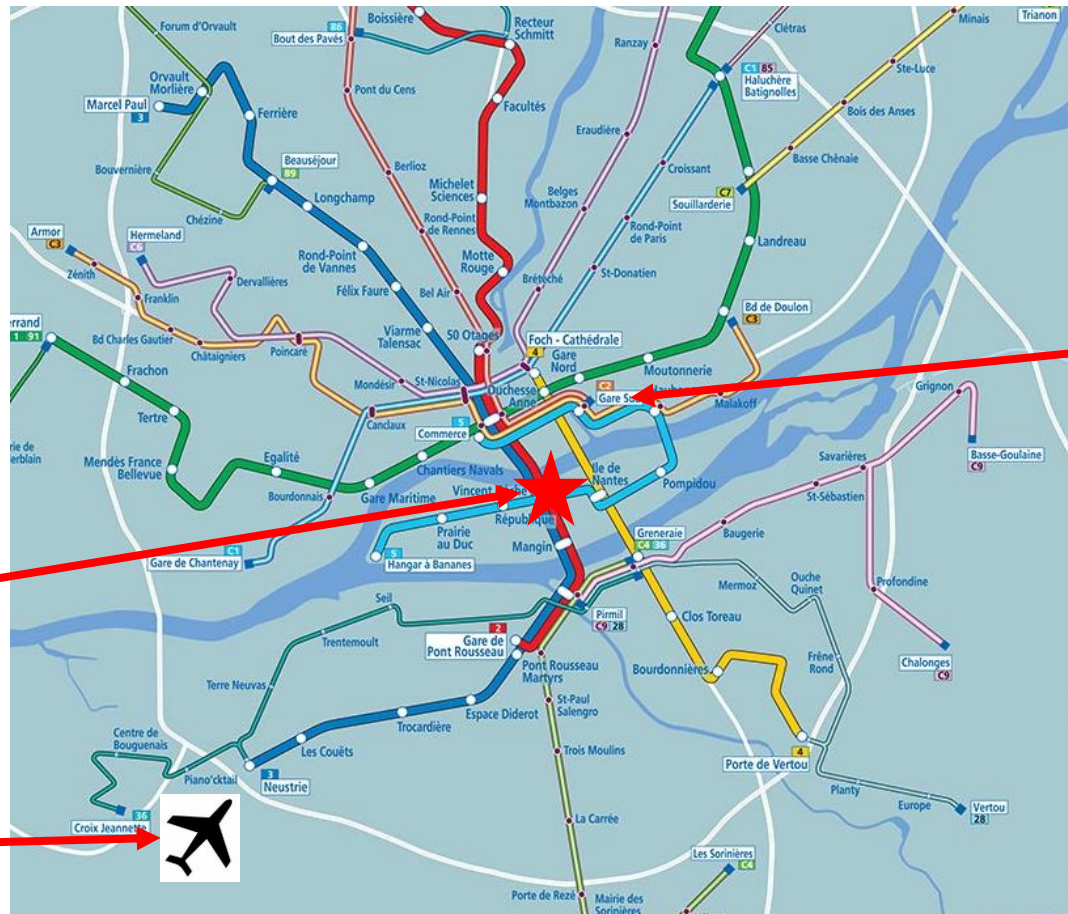 Forum d'Orvault
Boissière
Recteur
Schmitt
Clétras
Minais
Trianon
B6
Bout des Pavés
Ranzay
Orvault
Morlière
Marcel Paul
3
Ferrière
Pont du Cens
Facultés
C1 85
Haluchère
Batignolles
Ste-Luce
Bois des Anses
Eraudière
Basse Chênaie
Beauséjour
89
Bouvernière
Berlioz
Croissant
Chézine
Longchamp
Michelet
Sciences
Belges
Montbazon
C7
Souillarderie
Rond-Point
de Rennes
Rond-Point
de Paris
Armor
C3
Hermeland
C6
Zénith
Rond-Point
de Vannes
Motte
Rouge
Landreau
Dervallières
Félix Faure
Bel Air
Brétéché
St-Donatien
Franklin
Bd de Doulon
C3
Viarme
Talensac
50 Otages
Foch - Cathédrale
4
errand
1 91
Bd Charles Gautier
Châtaigniers
Poincaré
Gare
Nord
Moutonnerie
Frachon
Mondésir
St-Nicolas
Duchesse
Anne
C2
Gare Su
Malakoff
Grignon
Tertre
Canclaux
5
Commerce
Mendès France
Bellevue
Egalité
Chantiers Navals
Ile de
Nantes
Savarières
Basse-Goulaine
C9
Bourdonnais
Gare Maritime
Vincent
Pompidou
St-Sébastien
République
Prairie
au Duc
Mangin
Greneraie
C4 36
Baugerie
C1
Gare de Chantenay
5
Hangar à Bananes
Mermoz
Ouche
Quinet
Profondine
Seil
Pirmil
C9 28
Clos Toreau
Trentemoult
2
Gare de
Pont Rousseau
Pont Rousseau
Martyrs
Bourdonnières
Frêne
Rond
Chalonges
C9
Terre Neuvas
St-Paul
Salengro
Espace Diderot
Trocardière
Centre de
Bouguenais
Les Couëts
Trois Moulins
4
Porte de Vertou
Piano'cktail
3
Neustrie
Planty
Europe
Vertou
28
36
Croix Jeannette
La Carrée
Les Sorinières
C4
Porte de Rezé
Mairie des
Sorinières